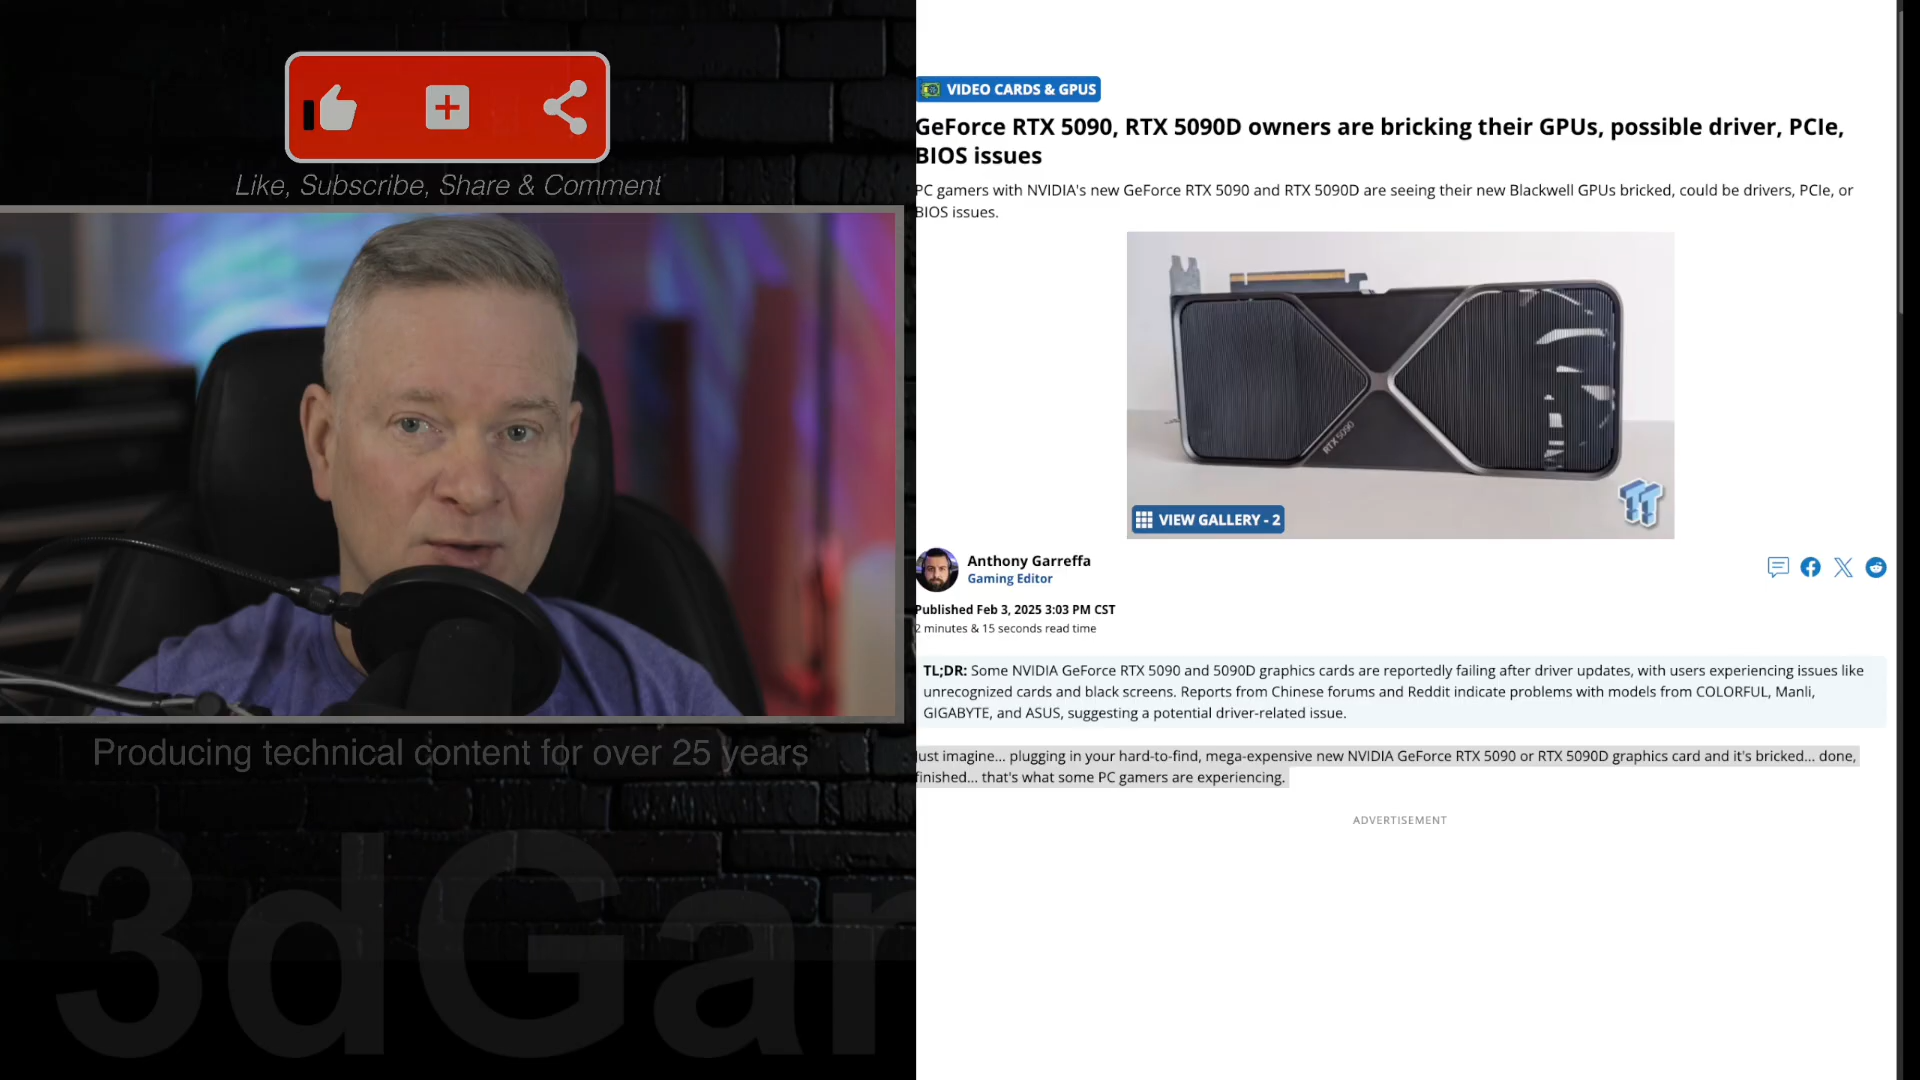 Like, Subscribe, Share & Comment
Producing technical content for over 25 years
3dGa
VIDEO CARDS & GPUS
GeForce RTX 5090, RTX 5090D owners are bricking their GPUs, possible driver, PCIe,
BIOS issues
PC gamers with NVIDIA's new GeForce RTX 5090 and RTX 5090D are seeing their new Blackwell GPUs bricked, could be drivers, PCIe, or
BIOS issues.
RTX 5090
VIEW GALLERY - 2
Anthony Garreffa
Gaming Editor
Published Feb 3, 2025 3:03 PM CST
2 minutes & 15 seconds read time
TL;DR: Some NVIDIA GeForce RTX 5090 and 5090D graphics cards are reportedly failing after driver updates, with users experiencing issues like
unrecognized cards and black screens. Reports from Chinese forums and Reddit indicate problems with models from COLORFUL, Manli,
GIGABYTE, and ASUS, suggesting a potential driver-related issue.
Just imagine... plugging in your hard-to-find, mega-expensive new NVIDIA GeForce RTX 5090 or RTX 5090D graphics card and it's bricked... done,
finished... that's what some PC gamers are experiencing.
ADVERTISEMENT